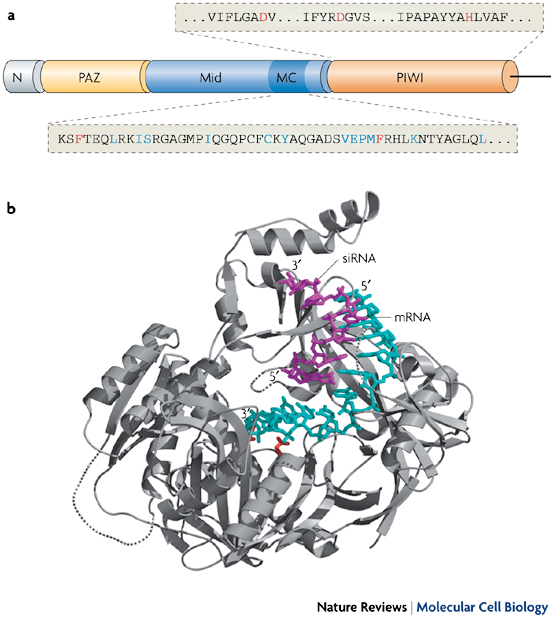 a
...VIFLGADV...IFYRDGVS...IPAPAYYAHLVAF...
N PAZ Mid MC PIWI
KSFTEQLRKISRGAGMPIQGQPCFCKYAQGADSVEPMFRHLKNTYAGLQL...
b
3′
siRNA
5′
mRNA
5′
3′
Nature Reviews | Molecular Cell Biology